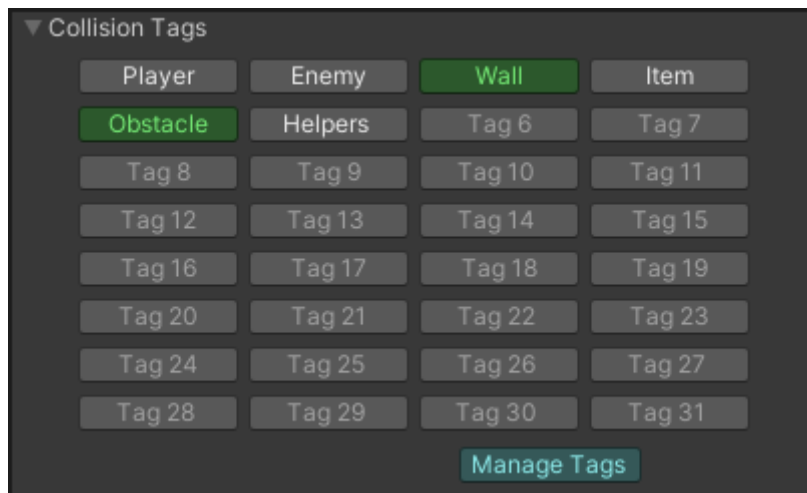 Collision Tags
Player Enemy Wall Item
Obstacle Helpers Tag 6 Tag 7
Tag 8 Tag 9 Tag 10 Tag 11
Tag 12 Tag 13 Tag 14 Tag 15
Tag 16 Tag 17 Tag 18 Tag 19
Tag 20 Tag 21 Tag 22 Tag 23
Tag 24 Tag 25 Tag 26 Tag 27
Tag 28 Tag 29 Tag 30 Tag 31
Manage Tags